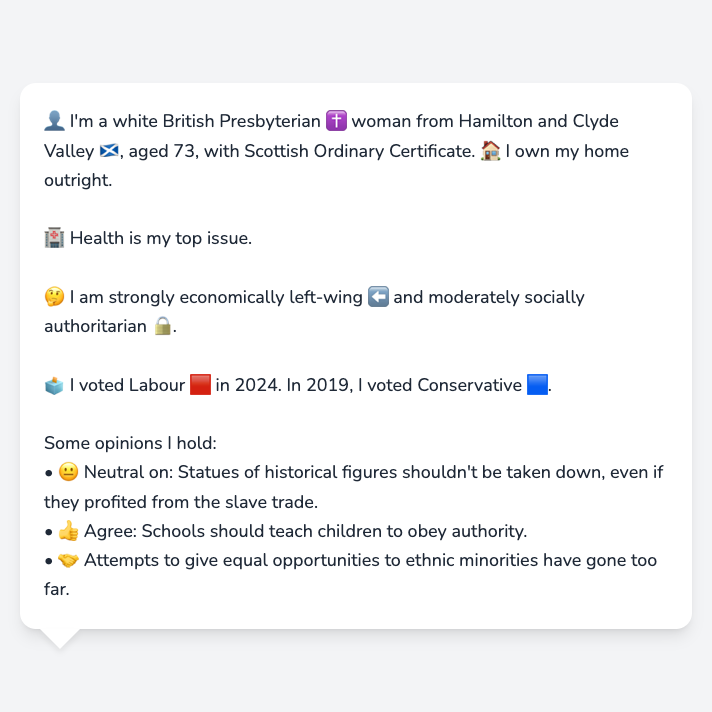 👤 I'm a white British Presbyterian ✝️ woman from Hamilton and Clyde
Valley 🏴󠁧󠁢󠁳󠁣󠁴󠁿, aged 73, with Scottish Ordinary Certificate. 🏠 I own my home
outright.
🏥 Health is my top issue.
🤔 I am strongly economically left-wing ⬅️ and moderately socially
authoritarian 🔒.
🗳️ I voted Labour 🟥 in 2024. In 2019, I voted Conservative 🟦.
Some opinions I hold:
• 😐 Neutral on: Statues of historical figures shouldn't be taken down, even if
they profited from the slave trade.
• 👍 Agree: Schools should teach children to obey authority.
• 🤝 Attempts to give equal opportunities to ethnic minorities have gone too
far.